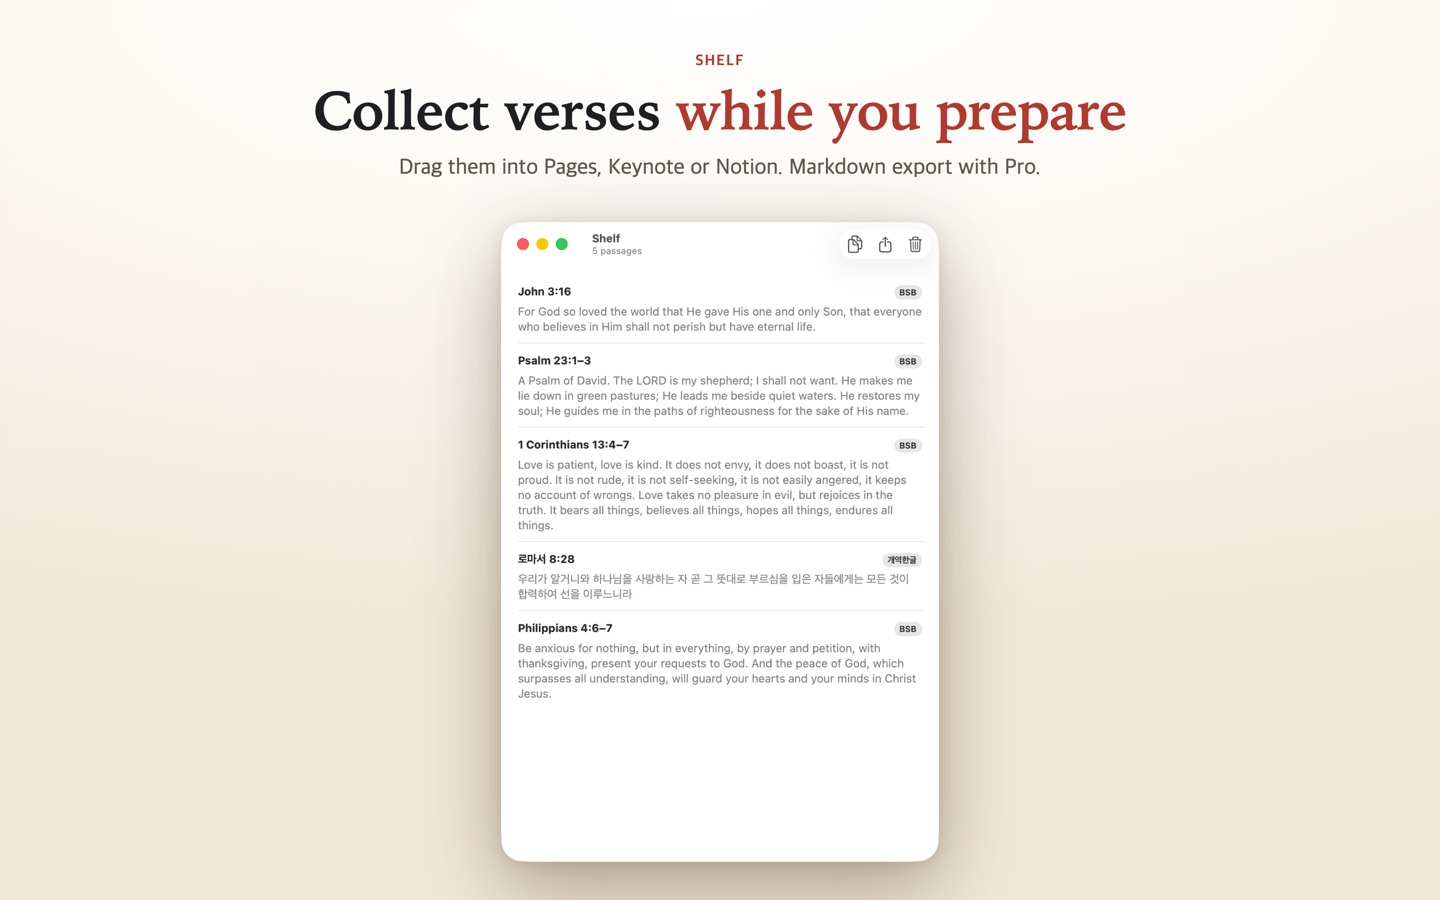 SHELF
Collect verses while you prepare
Drag them into Pages, Keynote or Notion. Markdown export with Pro.
Shelf
5 passages
John 3:16
BSB
For God so loved the world that He gave His one and only Son, that everyone
who believes in Him shall not perish but have eternal life.
Psalm 23:1–3
BSB
A Psalm of David. The LORD is my shepherd; I shall not want. He makes me
lie down in green pastures; He leads me beside quiet waters. He restores my
soul; He guides me in the paths of righteousness for the sake of His name.
1 Corinthians 13:4–7
BSB
Love is patient, love is kind. It does not envy, it does not boast, it is not
proud. It is not rude, it is not self-seeking, it is not easily angered, it keeps
no account of wrongs. Love takes no pleasure in evil, but rejoices in the
truth. It bears all things, believes all things, hopes all things, endures all
things.
로마서 8:28
개역한글
우리가 알거니와 하나님을 사랑하는 자 곧 그 뜻대로 부르심을 입은 자들에게는 모든 것이
합력하여 선을 이루느니라
Philippians 4:6–7
BSB
Be anxious for nothing, but in everything, by prayer and petition, with
thanksgiving, present your requests to God. And the peace of God, which
surpasses all understanding, will guard your hearts and your minds in Christ
Jesus.